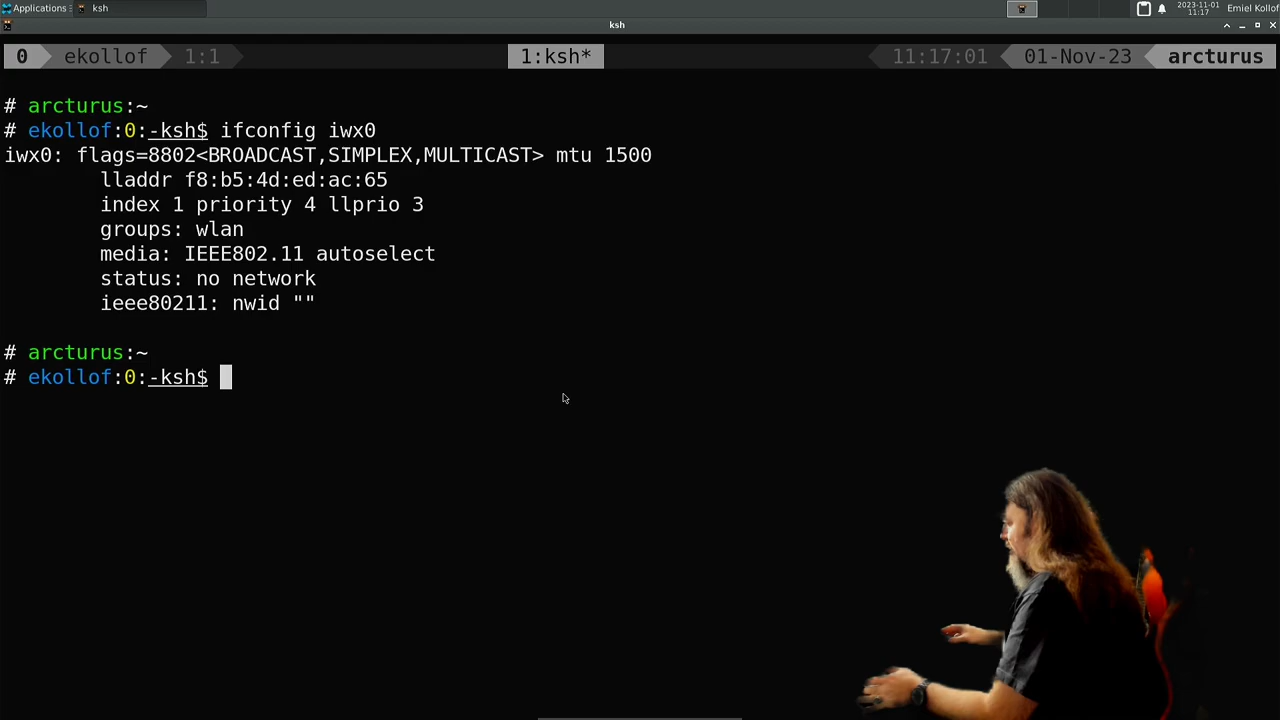 Applications ksh 2023-11-01 Emiel Kollof
11:17
ksh
0 ekollof 1:1 1:ksh* 11:17:01 01-Nov-23 arcturus
# arcturus:~
# ekollof:0:-ksh$ ifconfig iwx0
iwx0: flags=8802<BROADCAST,SIMPLEX,MULTICAST> mtu 1500
lladdr f8:b5:4d:ed:ac:65
index 1 priority 4 llprio 3
groups: wlan
media: IEEE802.11 autoselect
status: no network
ieee80211: nwid ""
# arcturus:~
# ekollof:0:-ksh$